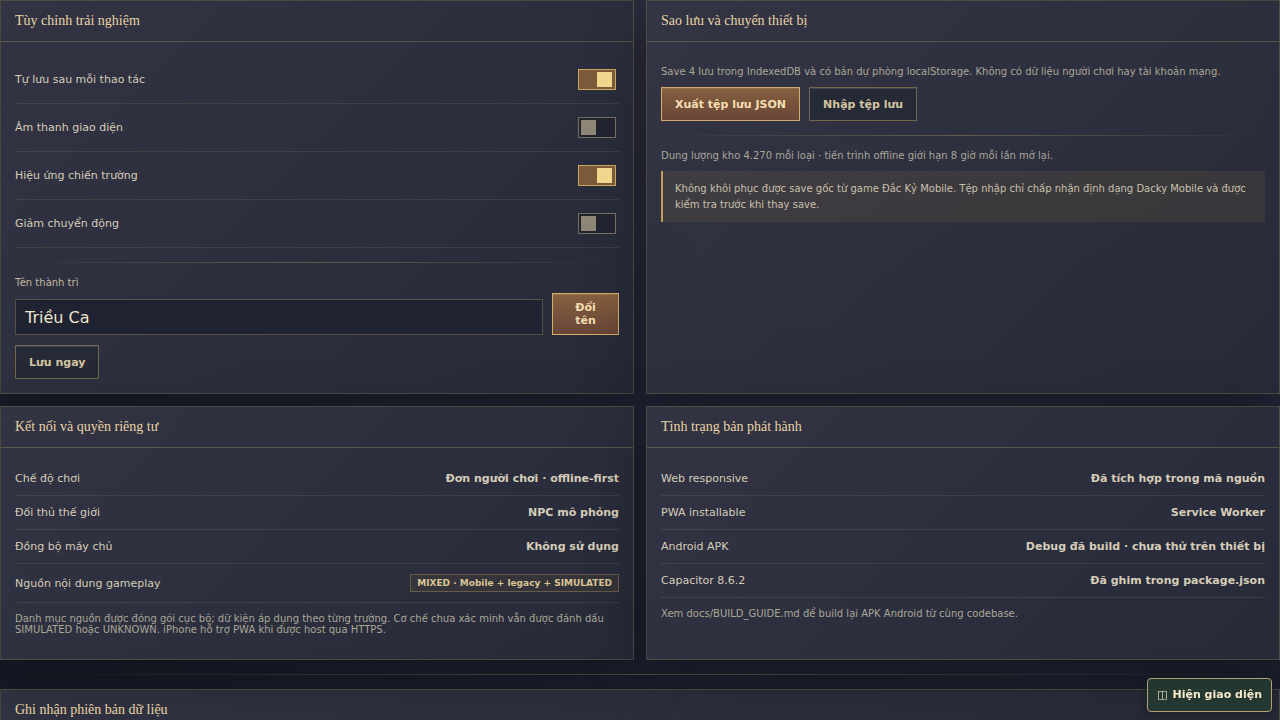 Tùy chỉnh trải nghiệm
Tự lưu sau mỗi thao tác
Âm thanh giao diện
Hiệu ứng chiến trường
Giảm chuyển động
Tên thành trì
Triều Ca
Đổi
tên
Lưu ngay
Sao lưu và chuyển thiết bị
Save 4 lưu trong IndexedDB và có bản dự phòng localStorage. Không có dữ liệu người chơi hay tài khoản mạng.
Xuất tệp lưu JSON
Nhập tệp lưu
Dung lượng kho 4.270 mỗi loại · tiến trình offline giới hạn 8 giờ mỗi lần mở lại.
Không khôi phục được save gốc từ game Đắc Kỷ Mobile. Tệp nhập chỉ chấp nhận định dạng Dacky Mobile và được
kiểm tra trước khi thay save.
Kết nối và quyền riêng tư
Chế độ chơi
Đơn người chơi · offline-first
Đối thủ thế giới
NPC mô phỏng
Đồng bộ máy chủ
Không sử dụng
Nguồn nội dung gameplay
MIXED · Mobile + legacy + SIMULATED
Danh mục nguồn được đóng gói cục bộ; dữ kiện áp dụng theo từng trường. Cơ chế chưa xác minh vẫn được đánh dấu
SIMULATED hoặc UNKNOWN. iPhone hỗ trợ PWA khi được host qua HTTPS.
Tình trạng bản phát hành
Web responsive
Đã tích hợp trong mã nguồn
PWA installable
Service Worker
Android APK
Debug đã build · chưa thử trên thiết bị
Capacitor 8.6.2
Đã ghim trong package.json
Xem docs/BUILD_GUIDE.md để build lại APK Android từ cùng codebase.
Ghi nhận phiên bản dữ liệu
Hiện giao diện